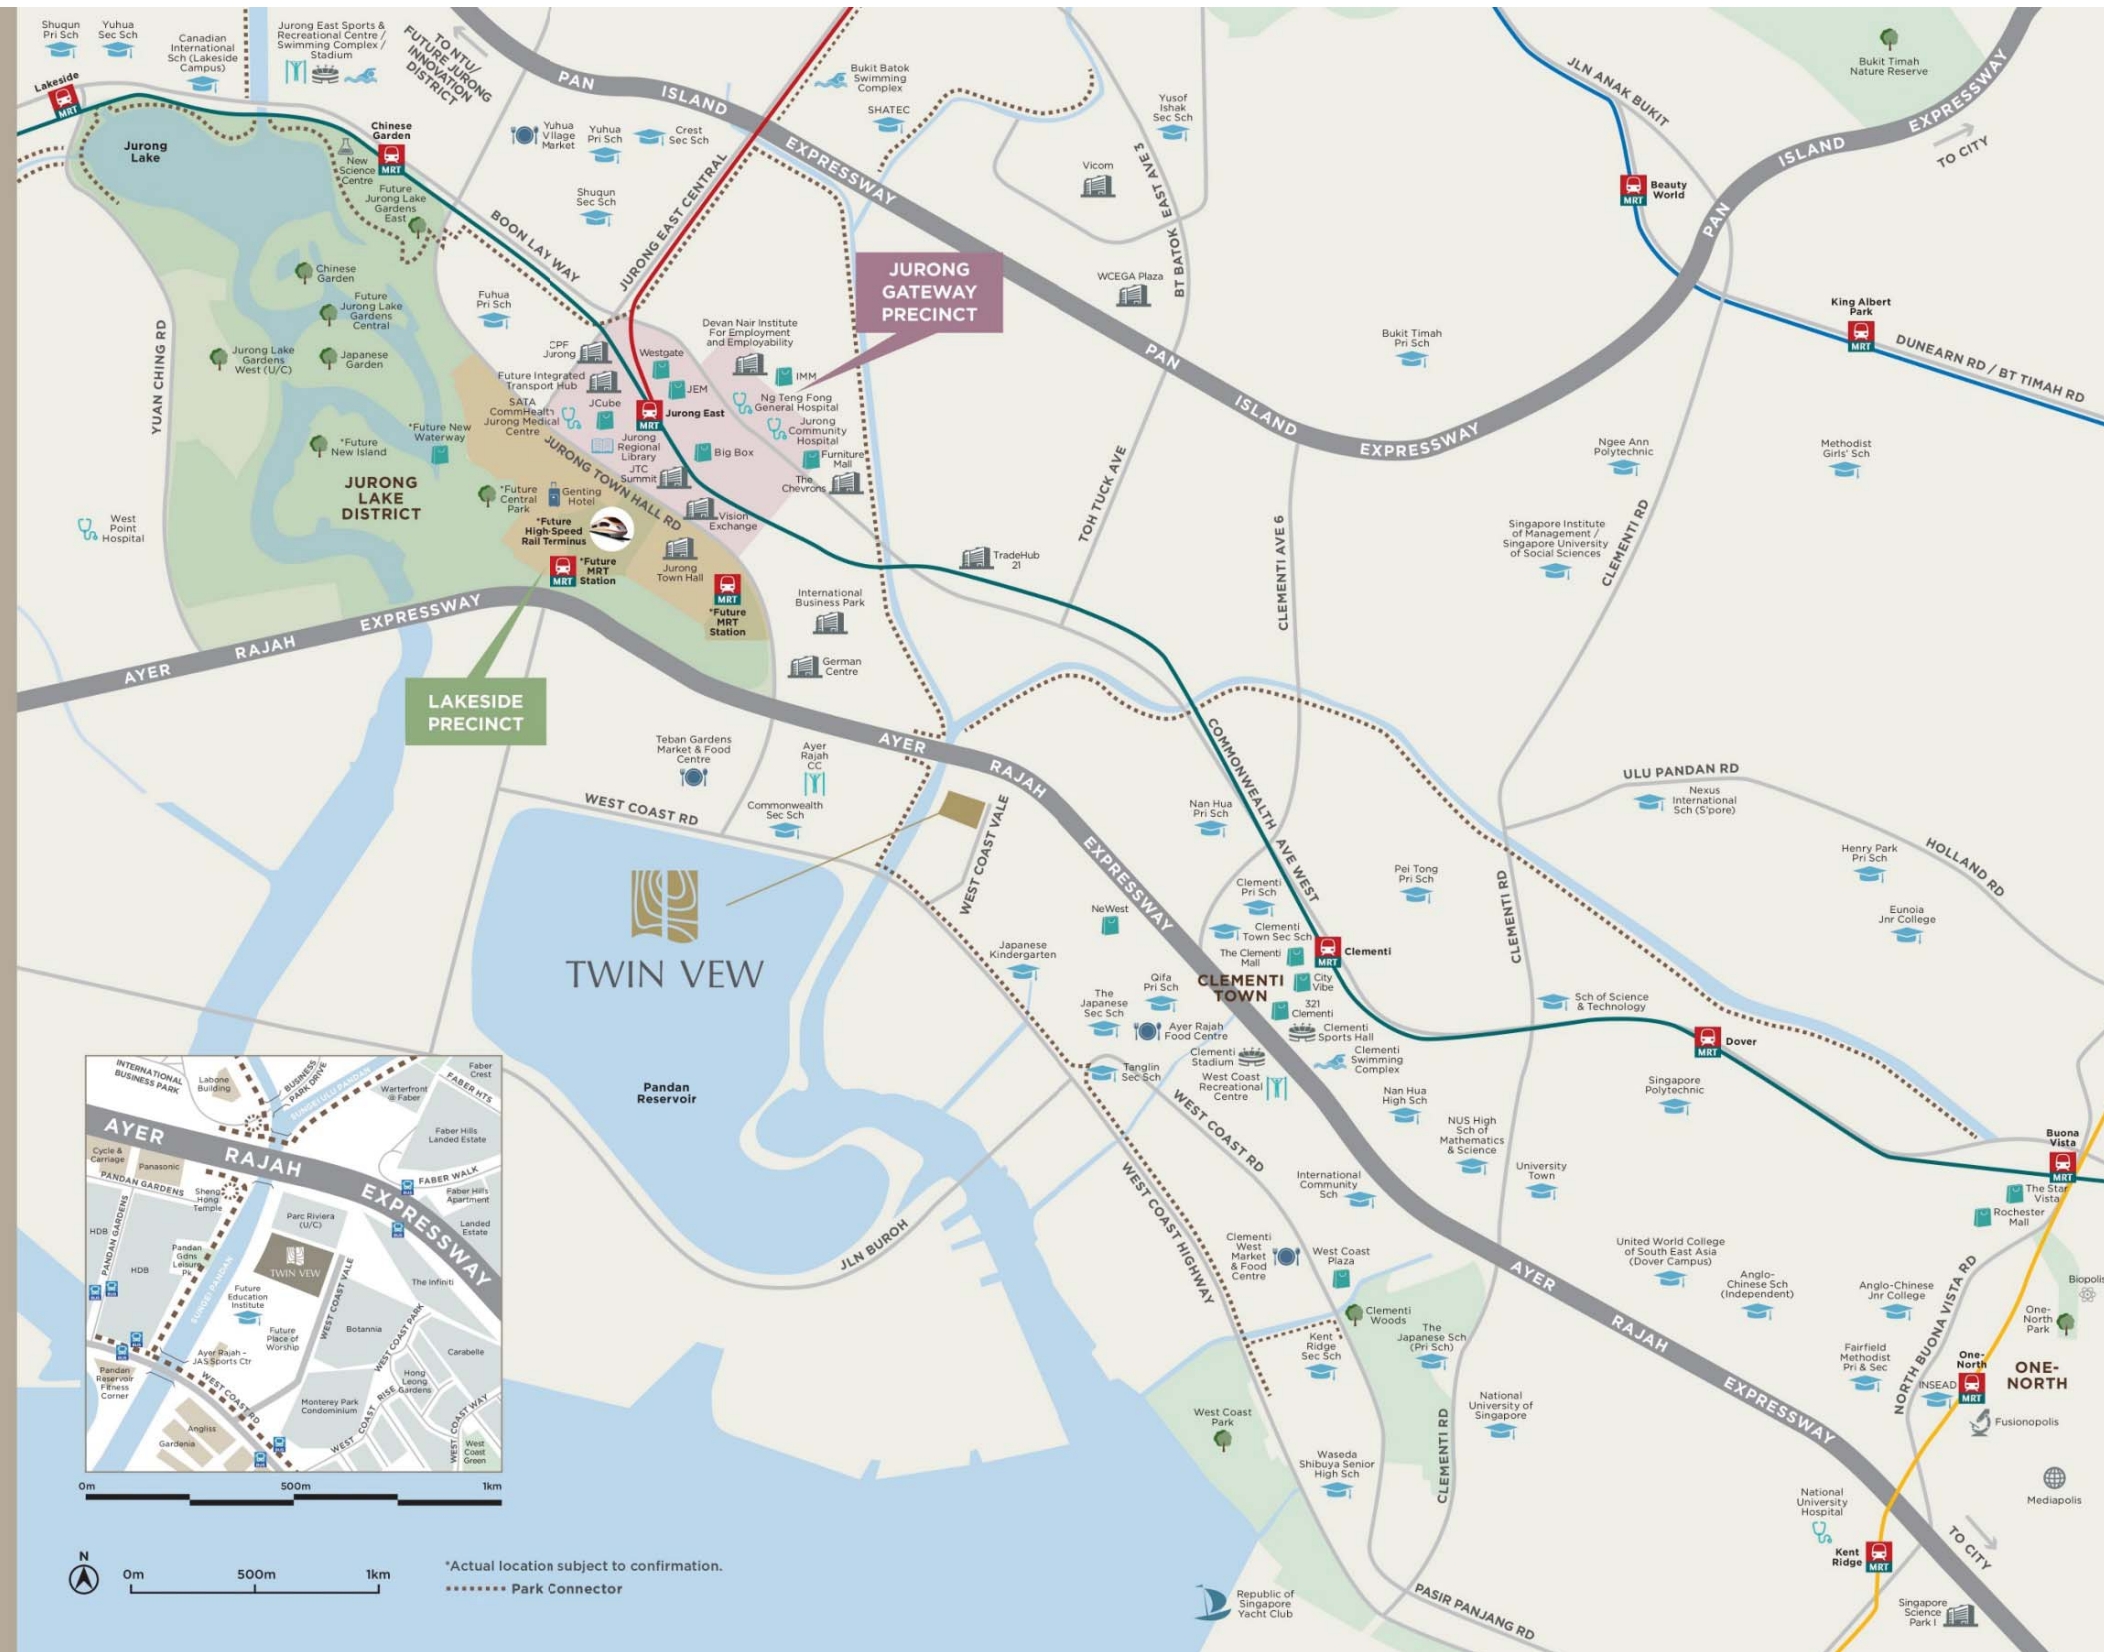 Shuqun
Pri Sch
Yuhua
Sec Sch
Canadian
International
Sch (Lakeside
Campus)
Jurong East Sports &
Recreational Centre /
Swimming Complex /
Stadium
TO NTU/
FUTURE JURONG
INNOVATION
DISTRICT
Lakeside
MRT
PAN ISLAND EXPRESSWAY
Bukit Batok
Swimming
Complex
SHATEC
Yusof
Ishak
Sec Sch
JLN ANAK BUKIT
Bukit Timah
Nature Reserve
PAN ISLAND EXPRESSWAY
TO CITY
Jurong
Lake
Chinese
Garden
MRT
New
Science
Centre
Future
Jurong Lake
Gardens
East
Yuhua
Village
Market
Yuhua
Pri Sch
Crest
Sec Sch
Shuqun
Sec Sch
JURONG EAST CENTRAL
BOON LAY WAY
Vicom
BT BATOK EAST AVE 3
Beauty
World
MRT
WCEGA Plaza
JURONG
GATEWAY
PRECINCT
Chinese
Garden
Future
Jurong Lake
Gardens
Central
Jurong Lake
Gardens
West (U/C)
Japanese
Garden
YUAN CHING RD
Fuhua
Pri Sch
CPF
Jurong
Future Integrated
Transport Hub
SATA
CommHealth
Jurong Medical
Centre
Westgate
JEM
JCube
MRT
Jurong East
Devan Nair Institute
For Employment
and Employability
IMM
Ng Teng Fong
General Hospital
Jurong
Community
Hospital
Furniture
Mall
The
Chevrons
Jurong
Regional
Library
JTC
Summit
Big Box
Vision
Exchange
PAN ISLAND EXPRESSWAY
Bukit Timah
Pri Sch
King Albert
Park
MRT
DUNEARN RD / BT TIMAH RD
Ngee Ann
Polytechnic
Methodist
Girls' Sch
*Future New
Waterway
*Future
New Island
JURONG
LAKE
DISTRICT
*Future
Central
Park
Genting
Hotel
JURONG TOWN HALL RD
*Future
High-Speed
Rail Terminus
*Future
MRT
Station
MRT
Jurong
Town Hall
MRT
*Future
MRT
Station
West
Point
Hospital
International
Business Park
German
Centre
TradeHub
21
TOH TUCK AVE
CLEMENTI AVE 6
Singapore Institute
of Management /
Singapore University
of Social Sciences
CLEMENTI RD
AYER RAJAH EXPRESSWAY
LAKESIDE
PRECINCT
Teban Gardens
Market & Food
Centre
Ayer
Rajah
CC
Commonwealth
Sec Sch
WEST COAST RD
AYER RAJAH EXPRESSWAY
WEST COAST VALE
COMMONWEALTH AVE WEST
Nan Hua
Pri Sch
ULU PANDAN RD
Nexus
International
Sch (S'pore)
HOLLAND RD
Henry Park
Pri Sch
Eunoia
Jnr College
Pei Tong
Pri Sch
CLEMENTI RD
Clementi
Pri Sch
Clementi
Town Sec Sch
The Clementi
Mall
MRT
Clementi
City
Vibe
CLEMENTI
TOWN
321
Clementi
Clementi
Sports Hall
Clementi
Swimming
Complex
Clementi
Stadium
West Coast
Recreational
Centre
NeWest
Japanese
Kindergarten
Qifa
Pri Sch
The
Japanese
Sec Sch
Ayer Rajah
Food Centre
Tanglin
Sec Sch
WEST COAST RD
TWIN VEW
Pandan
Reservoir
Sch of Science
& Technology
MRT
Dover
Singapore
Polytechnic
Nan Hua
High Sch
NUS High
Sch of
Mathematics
& Science
University
Town
International
Community
Sch
Buona
Vista
MRT
The Star
Vista
Rochester
Mall
INTERNATIONAL
BUSINESS PARK
Labone
Building
BUSINESS
PARK DRIVE
SUNGEI ULU PANDAN
Warterfront
@ Faber
Faber
Crest
FABER HTS
Faber Hills
Landed Estate
AYER RAJAH EXPRESSWAY
Cycle &
Carriage
Panasonic
PANDAN GARDENS
Sheng
Hong
Temple
FABER WALK
Faber Hills
Apartment
Landed
Estate
Parc Riviera
(U/C)
TWIN VEW
HDB
PANDAN GARDENS
HDB
Pandan
Gdns
Leisure
Pk
SUNGEI PANDAN
Future
Education
Institute
The Infiniti
WEST COAST VALE
Future
Place of
Worship
Botannia
WEST COAST PARK
Carabelle
Ayer Rajah –
JAS Sports Ctr
Pandan
Reservoir
Fitness
Corner
WEST COAST RD
Hong
Leong
Gardens
Monterey Park
Condominium
WEST COAST RISE
WEST COAST WAY
West
Coast
Green
Angliss
Gardenia
0m 500m 1km
JLN BUROH
WEST COAST HIGHWAY
Clementi
West
Market
& Food
Centre
West Coast
Plaza
Clementi
Woods
Kent
Ridge
Sec Sch
The
Japanese Sch
(Pri Sch)
AYER RAJAH EXPRESSWAY
United World College
of South East Asia
(Dover Campus)
Anglo-
Chinese Sch
(Independent)
Anglo-Chinese
Jnr College
NORTH BUONA VISTA RD
Biopolis
One-
North
Park
Fairfield
Methodist
Pri & Sec
INSEAD
One-
North
MRT
ONE-
NORTH
Fusionopolis
Mediapolis
West Coast
Park
National
University of
Singapore
CLEMENTI RD
Waseda
Shibuya Senior
High Sch
National
University
Hospital
Kent
Ridge
MRT
TO CITY
Singapore
Science
Park I
PASIR PANJANG RD
Republic of
Singapore
Yacht Club
N
0m 500m 1km
*Actual location subject to confirmation.
Park Connector